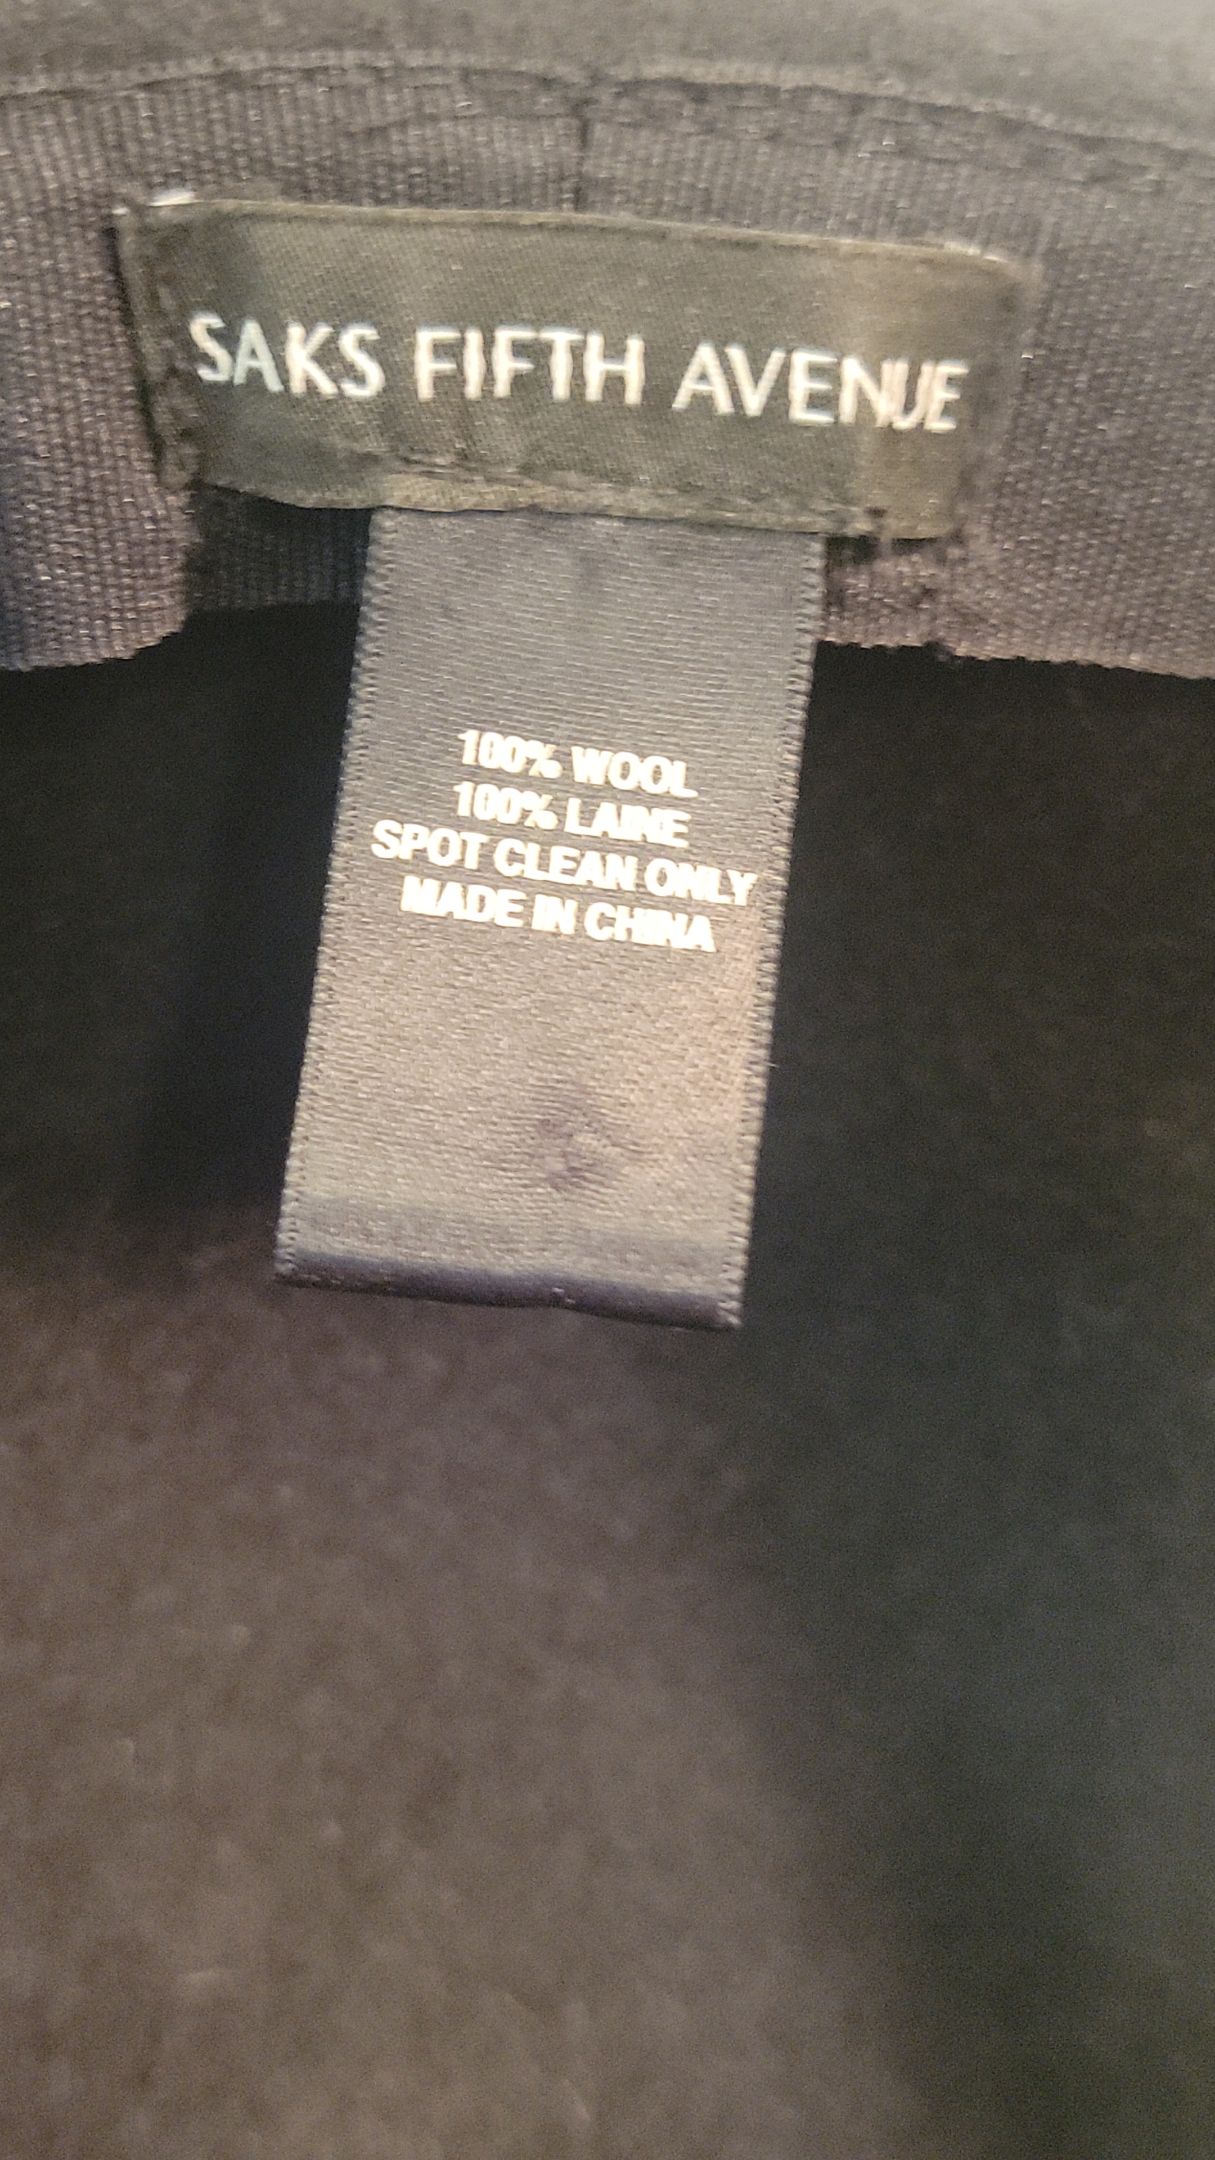 SAKS FIFTH AVENUE
100% WOOL
100% LAINE
SPOT CLEAN ONLY
MADE IN CHINA